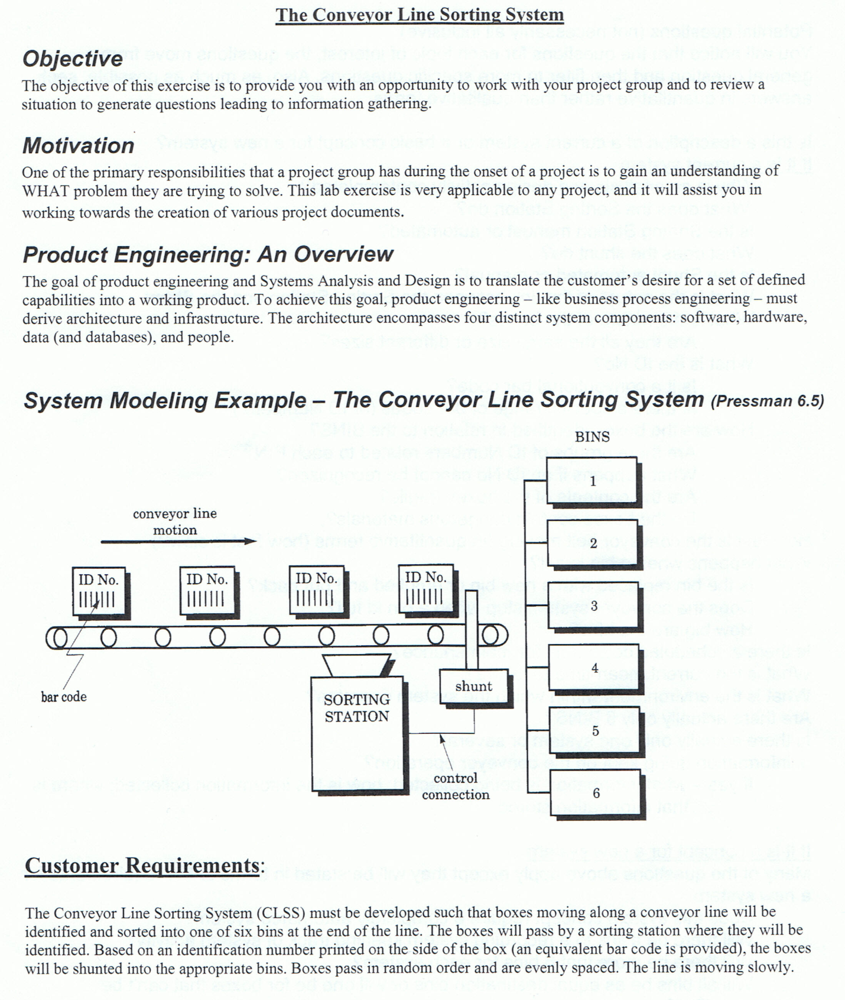 The Conveyor Line Sorting System
Objective
The objective of this exercise is to provide you with an opportunity to work with your project group and to review a
situation to generate questions leading to information gathering.
Motivation
One of the primary responsibilities that a project group has during the onset of a project is to gain an understanding of
WHAT problem they are trying to solve. This lab exercise is very applicable to any project, and it will assist you in
working towards the creation of various project documents.
Product Engineering: An Overview
The goal of product engineering and Systems Analysis and Design is to translate the customer's desire for a set of defined
capabilities into a working product. To achieve this goal, product engineering – like business process engineering – must
derive architecture and infrastructure. The architecture encompasses four distinct system components: software, hardware,
data (and databases), and people.
System Modeling Example – The Conveyor Line Sorting System (Pressman 6.5)
BINS
1
2
3
4
5
6
conveyor line
motion
ID No.
ID No.
ID No.
ID No.
bar code
SORTING
STATION
shunt
control
connection
Customer Requirements:
The Conveyor Line Sorting System (CLSS) must be developed such that boxes moving along a conveyor line will be
identified and sorted into one of six bins at the end of the line. The boxes will pass by a sorting station where they will be
identified. Based on an identification number printed on the side of the box (an equivalent bar code is provided), the boxes
will be shunted into the appropriate bins. Boxes pass in random order and are evenly spaced. The line is moving slowly.